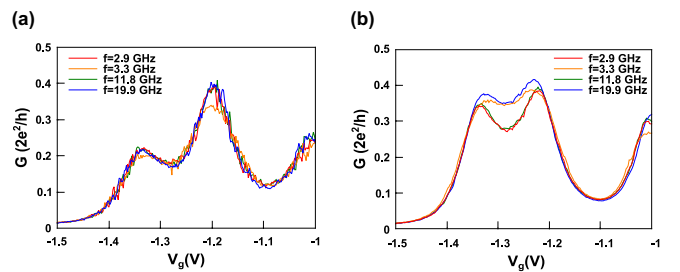 (a)
G (2e²/h)
0.5
0.4
0.3
0.2
0.1
0
f=2.9 GHz
f=3.3 GHz
f=11.8 GHz
f=19.9 GHz
-1.5 -1.4 -1.3 -1.2 -1.1 -1
Vg(V)
(b)
G (2e²/h)
0.5
0.4
0.3
0.2
0.1
0
f=2.9 GHz
f=3.3 GHz
f=11.8 GHz
f=19.9 GHz
-1.5 -1.4 -1.3 -1.2 -1.1 -1
Vg(V)